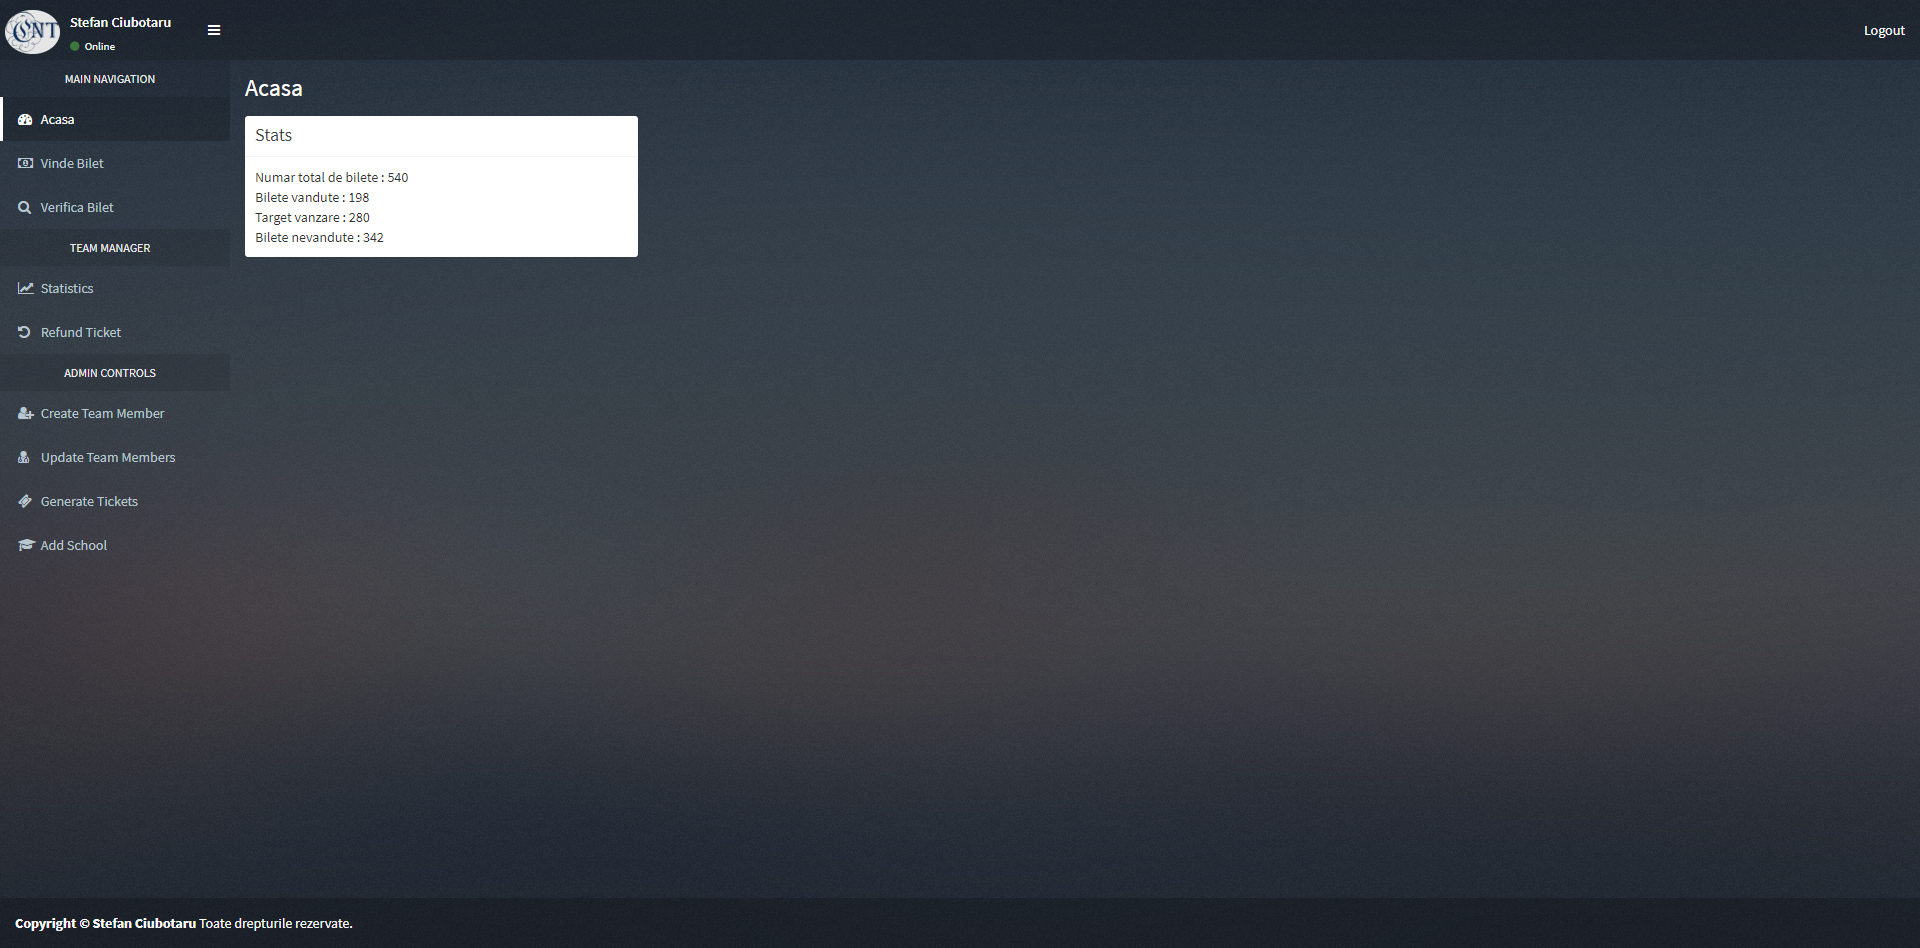 CSNT
Stefan Ciubotaru
Online
Logout
MAIN NAVIGATION
Acasa
Vinde Bilet
Verifica Bilet
TEAM MANAGER
Statistics
Refund Ticket
ADMIN CONTROLS
Create Team Member
Update Team Members
Generate Tickets
Add School
Acasa
Stats
Numar total de bilete : 540
Bilete vandute : 198
Target vanzare : 280
Bilete nevandute : 342
Copyright © Stefan Ciubotaru Toate drepturile rezervate.